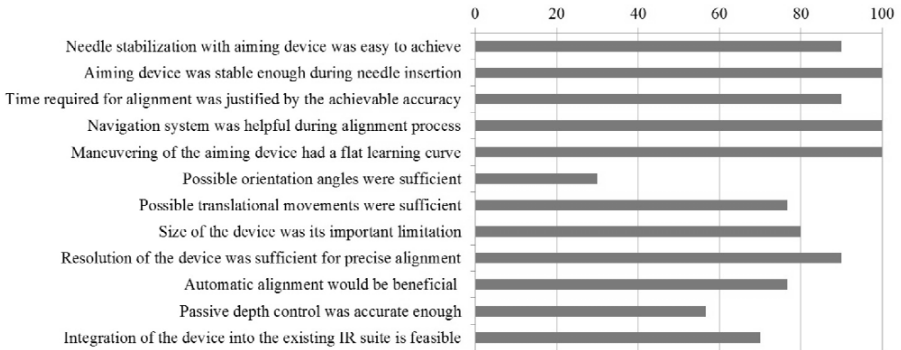 0 20 40 60 80 100
Needle stabilization with aiming device was easy to achieve
Aiming device was stable enough during needle insertion
Time required for alignment was justified by the achievable accuracy
Navigation system was helpful during alignment process
Maneuvering of the aiming device had a flat learning curve
Possible orientation angles were sufficient
Possible translational movements were sufficient
Size of the device was its important limitation
Resolution of the device was sufficient for precise alignment
Automatic alignment would be beneficial
Passive depth control was accurate enough
Integration of the device into the existing IR suite is feasible